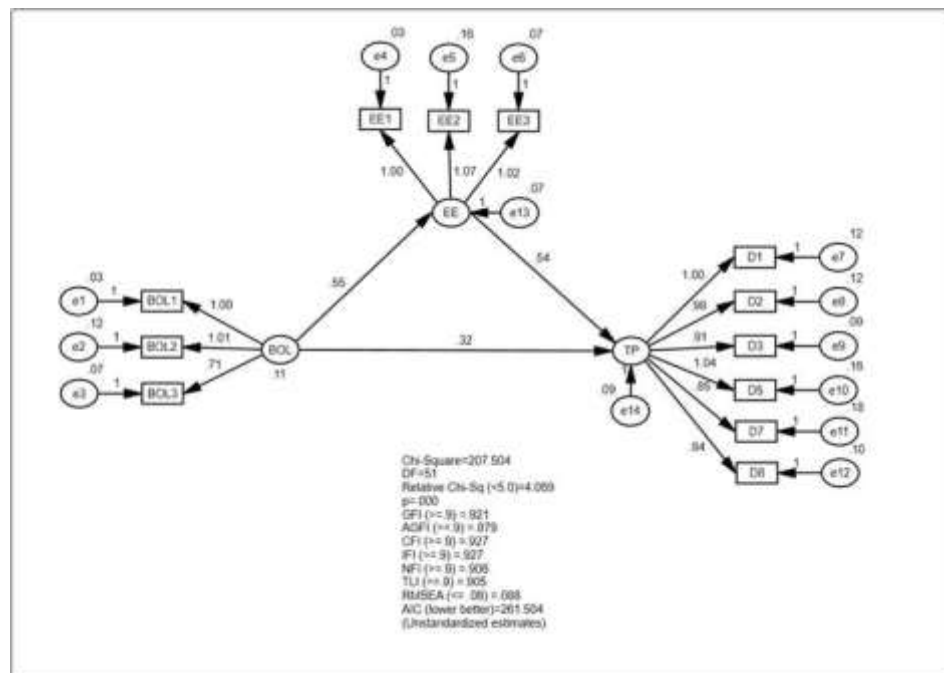 .03
.16
.07
e4
e5
e6
1
1
1
EE1
EE2
EE3
1.00
1.07
1.02
.07
EE
1
e13
.55
.54
.12
D1
1
e7
1.00
.03
e1
1
BOL1
1.00
.98
D2
1
.12
e8
.12
e2
1
BOL2
1.01
BOL
.11
.32
TP
1
.91
D3
1
.09
e9
.07
e3
1
BOL3
.71
.09
e14
1.04
D5
1
.16
e10
.85
D7
1
.18
e11
.94
D8
1
.10
e12
Chi-Square=207.504
DF=51
Relative Chi-Sq (<5.0)=4.069
p=.000
GFI (>=.9) =.921
AGFI (>=.9) =.879
CFI (>=.9) =.927
IFI (>=.9) =.927
NFI (>=.9) =.906
TLI (>=.9) =.905
RMSEA (<= .08) =.088
AIC (lower better)=261.504
(Unstandardized estimates)